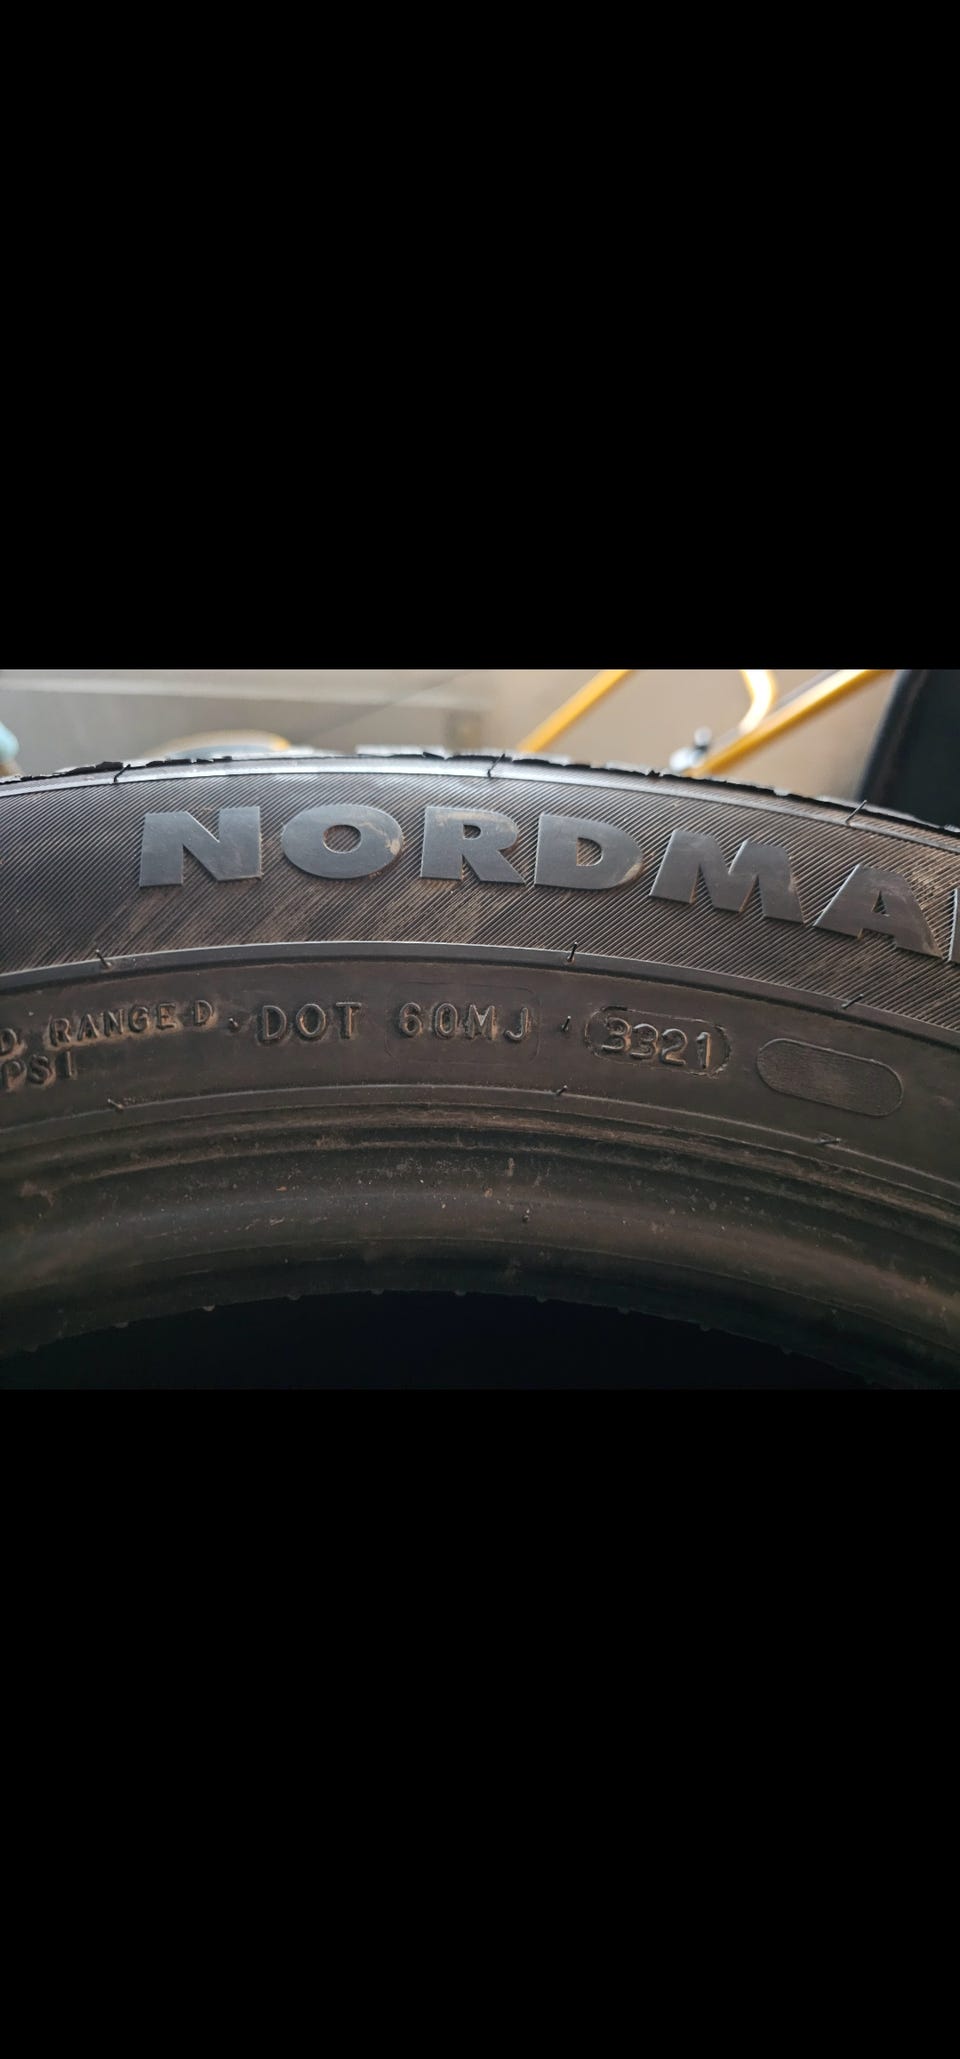 NORDMA
D RANGE D · DOT 60MJ 3321
PSI